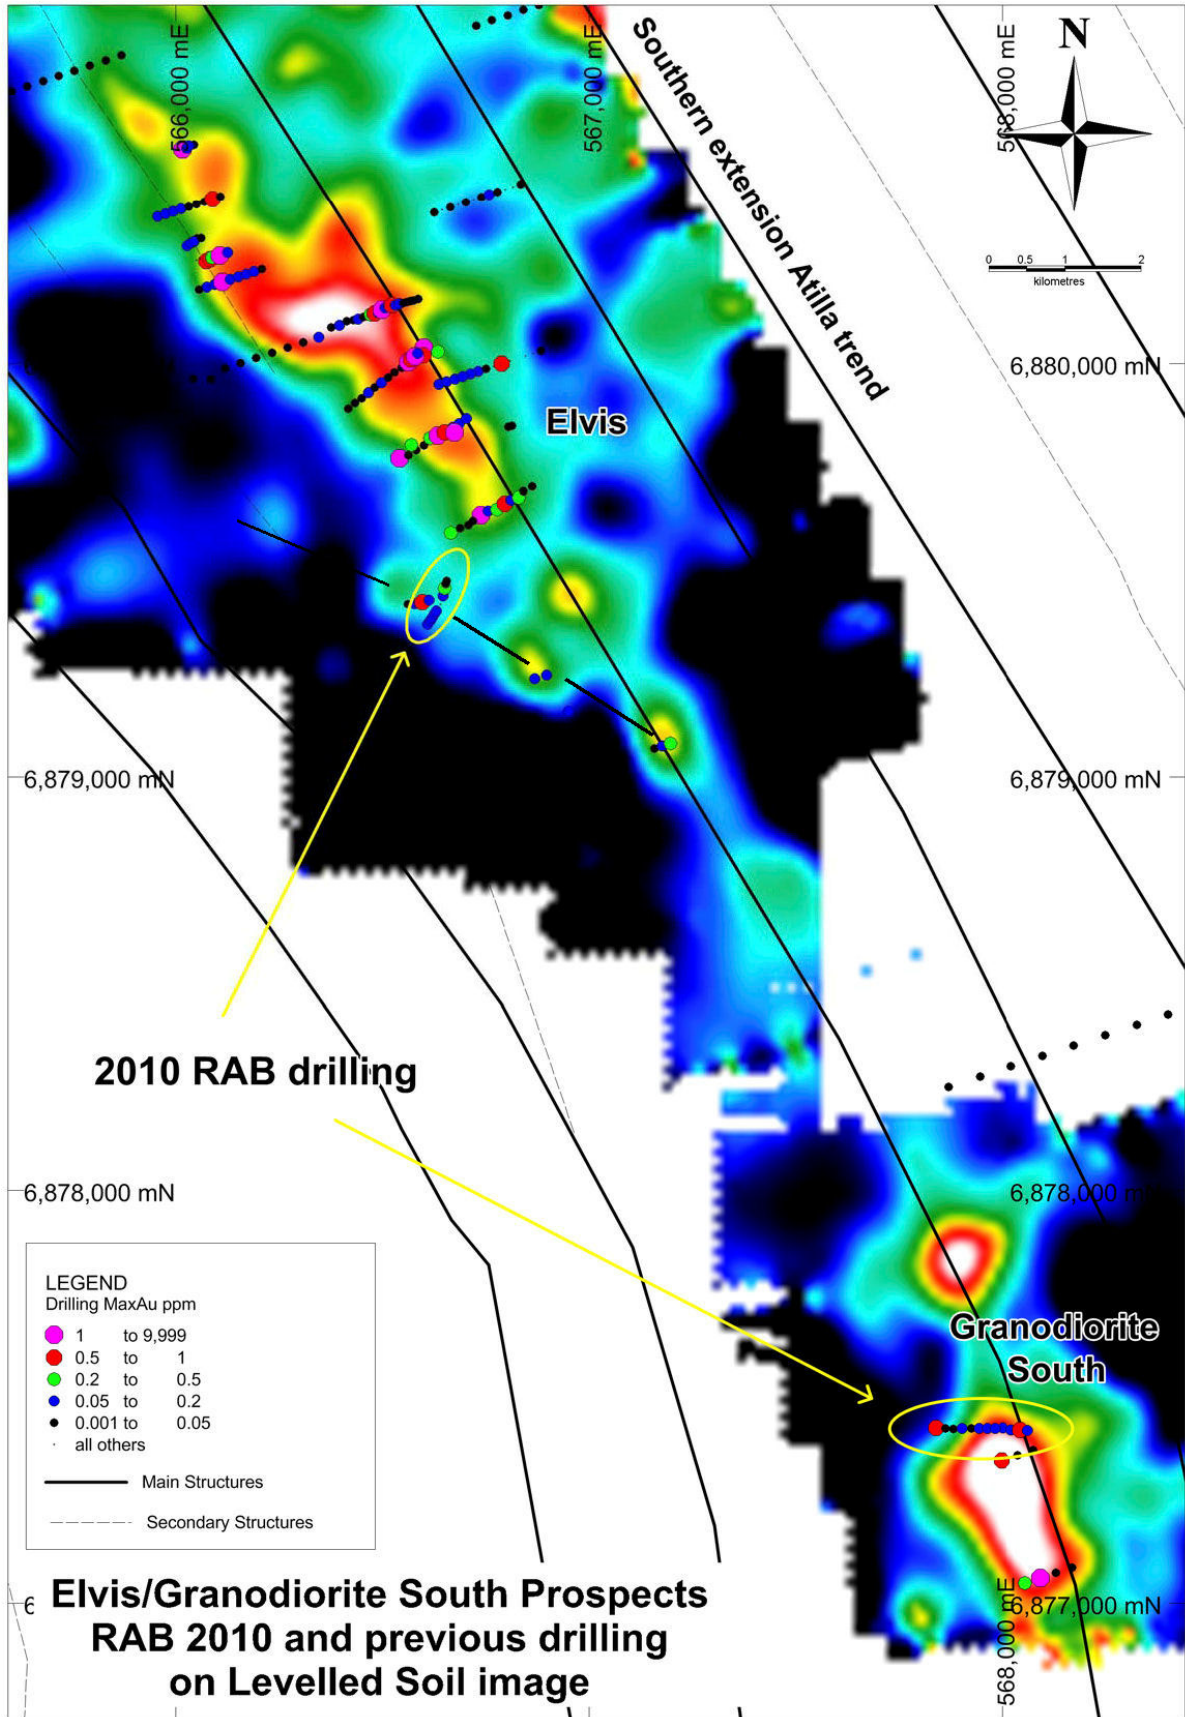 566,000 mE
567,000 mE
568,000 mE
N
Southern extension Atilla trend
0 0.5 1 2
kilometres
6,880,000 mN
Elvis
6,879,000 mN
6,879,000 mN
2010 RAB drilling
6,878,000 mN
6,878,000 mN
LEGEND
Drilling MaxAu ppm
1 to 9,999
0.5 to 1
0.2 to 0.5
0.05 to 0.2
0.001 to 0.05
all others
Main Structures
Secondary Structures
Granodiorite
South
568,000 mE
6,877,000 mN
Elvis/Granodiorite South Prospects
RAB 2010 and previous drilling
on Levelled Soil image